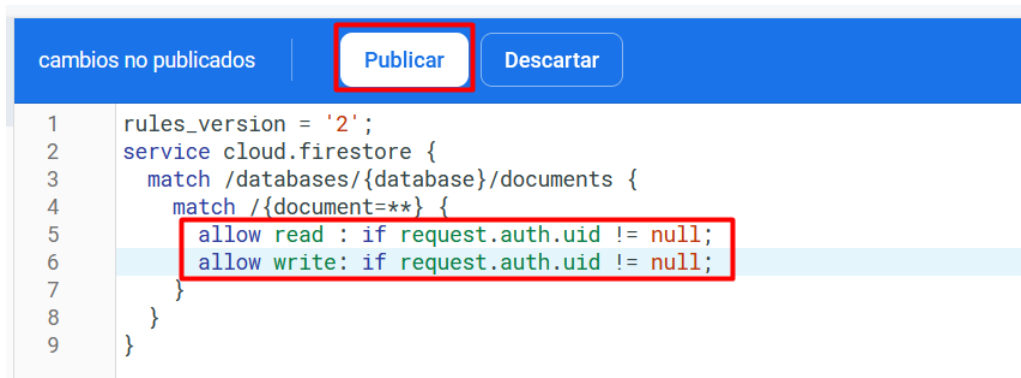 cambios no publicados Publicar Descartar
1 rules_version = '2';
2 service cloud.firestore {
3 match /databases/{database}/documents {
4 match /{document=**} {
5 allow read : if request.auth.uid != null;
6 allow write: if request.auth.uid != null;
7 }
8 }
9 }